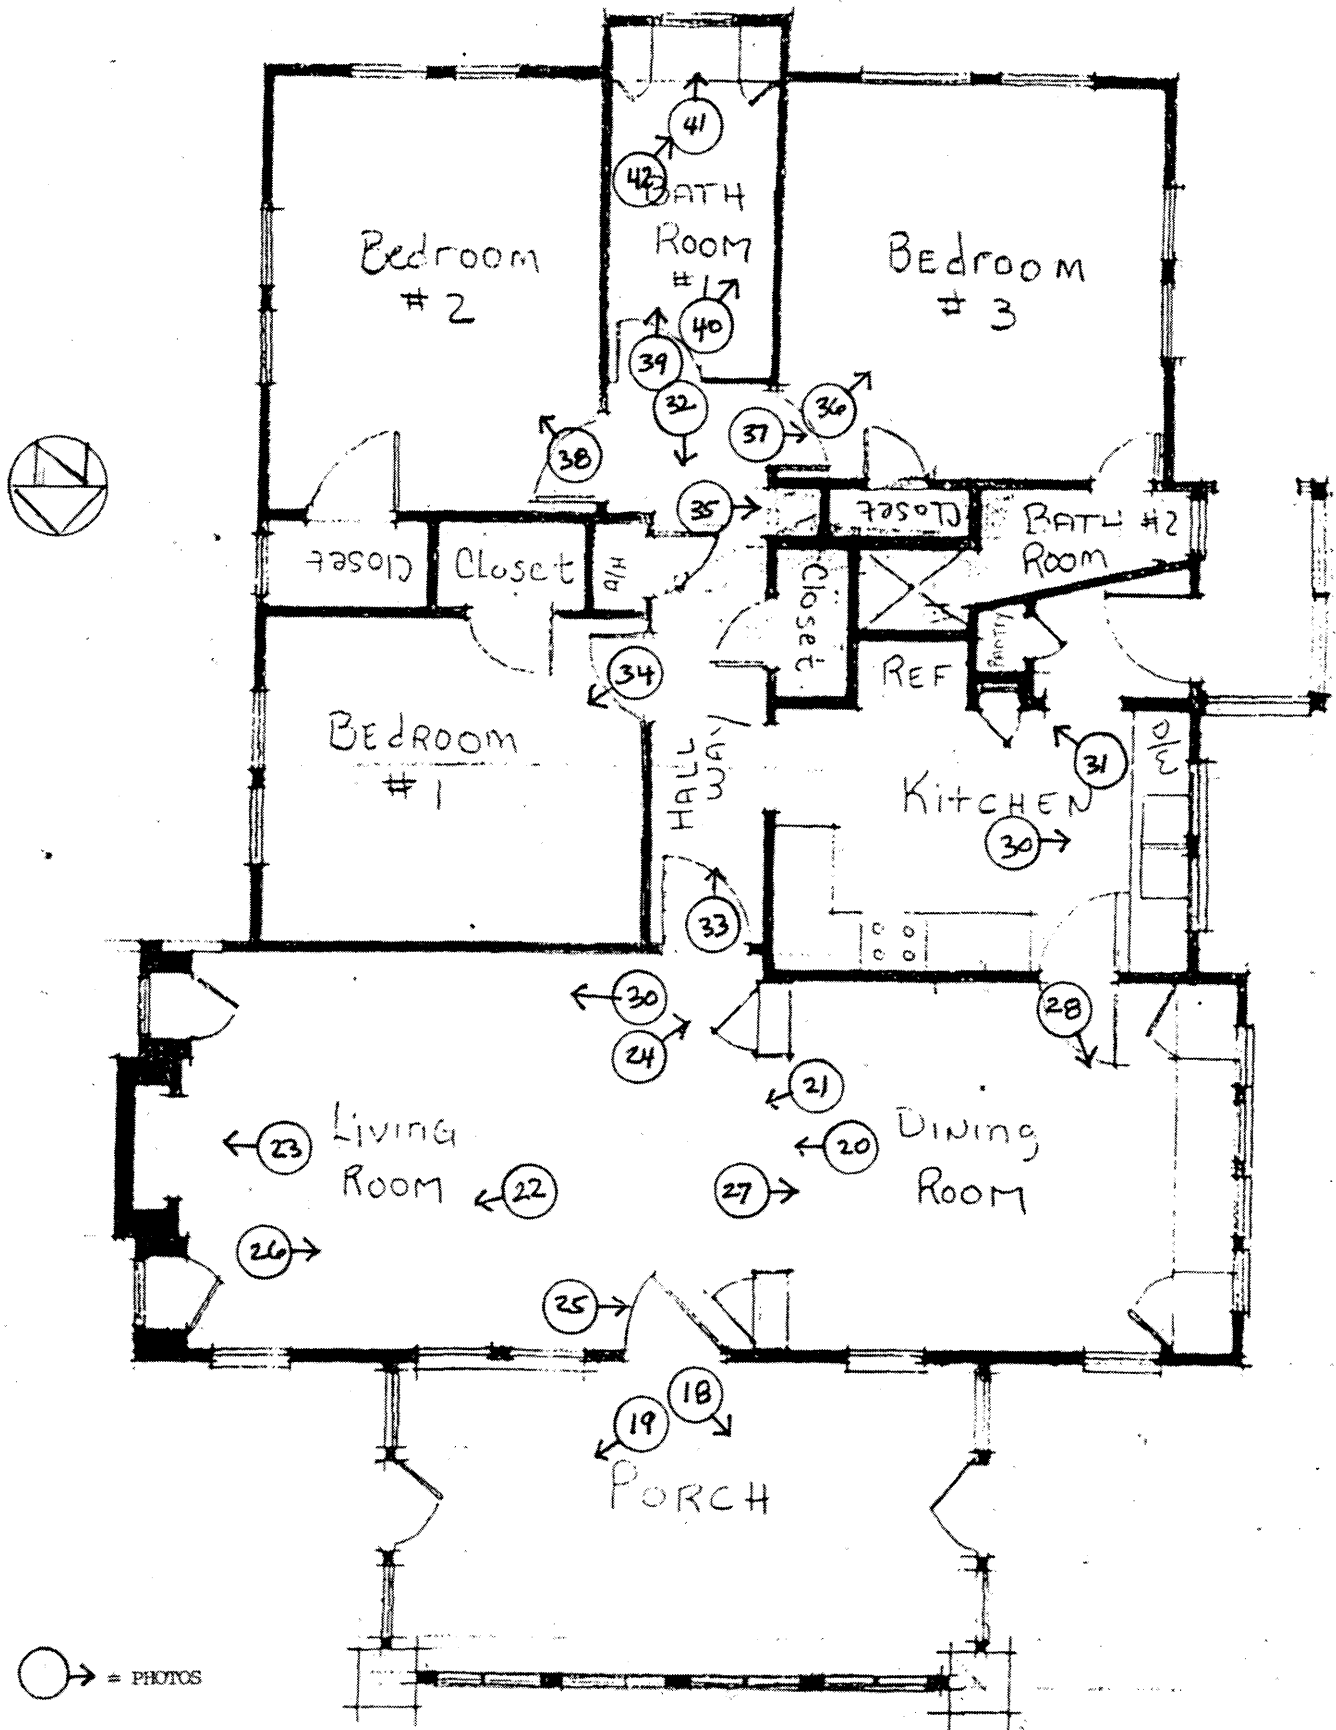 41
42
BATH
ROOM
# 1
Bedroom
# 2
BEdroom
# 3
40
39
32
36
37
38
35
Closet
BATH #2
ROOM
Closet
Closet
A/H
Closet
PANTRY
REF
34
BEdROOM
# 1
HALL
WAY
D/W
31
KitCHEN
30
33
30
28
24
21
Living
ROOM
23
20
Dining
ROOM
22
27
26
25
18
19
PORCH
= PHOTOS